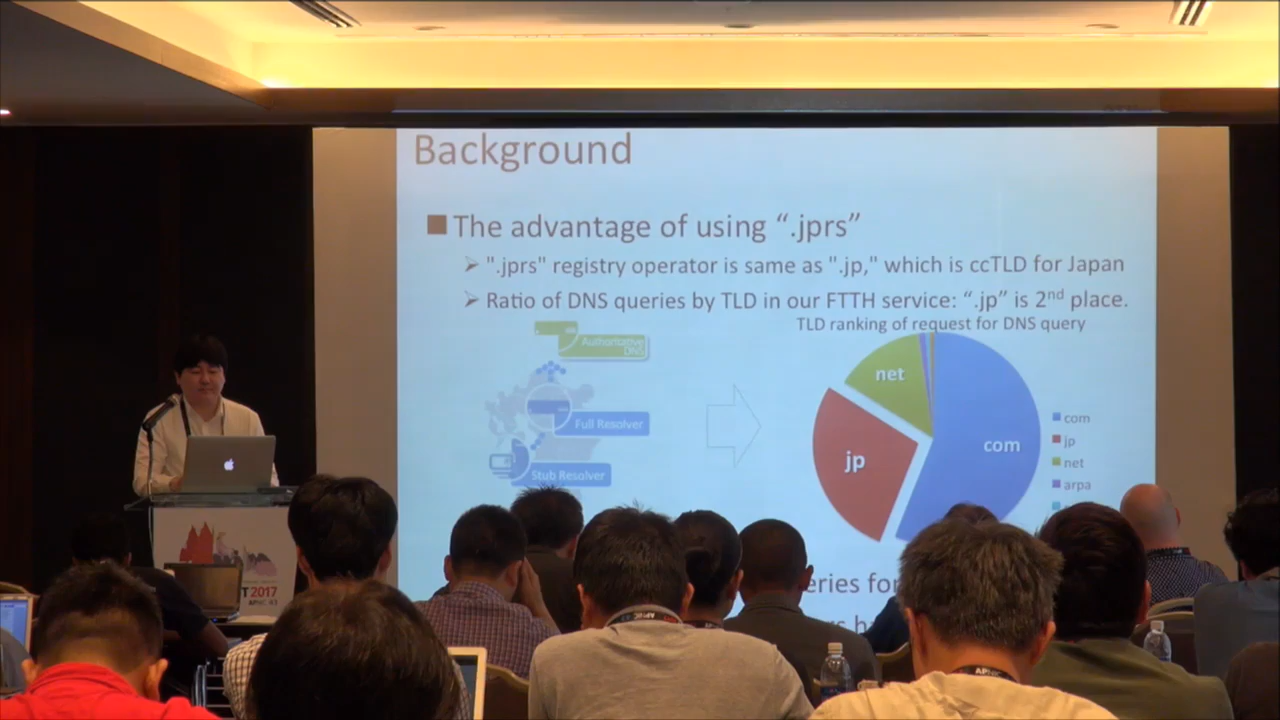 Background
The advantage of using “.jprs”
".jprs" registry operator is same as ".jp," which is ccTLD for Japan
Ratio of DNS queries by TLD in our FTTH service: “.jp” is 2nd place.
TLD ranking of request for DNS query
Authoritative
DNS
Full Resolver
Stub Resolver
net
jp
com
com
jp
net
arpa
eries for
T 2017
APNIC 43